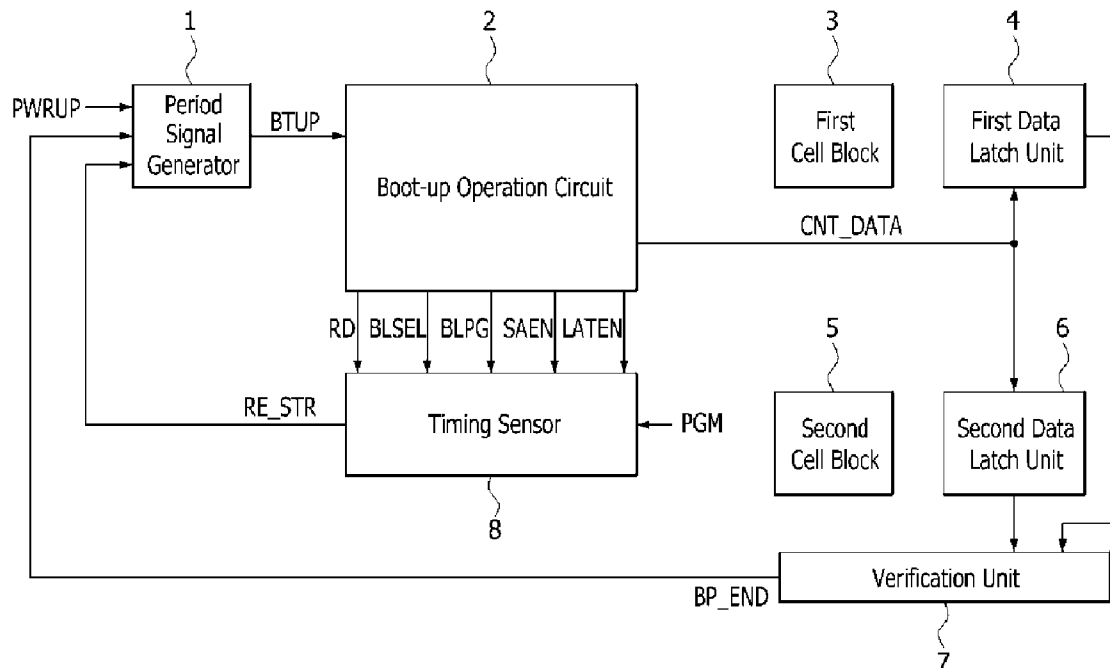 1
2
3
4
PWRUP
Period
Signal
Generator
BTUP
Boot-up Operation Circuit
First
Cell Block
First Data
Latch Unit
CNT_DATA
RD
BLSEL
BLPG
SAEN
LATEN
5
6
RE_STR
Timing Sensor
PGM
Second
Cell Block
Second Data
Latch Unit
8
Verification Unit
BP_END
7